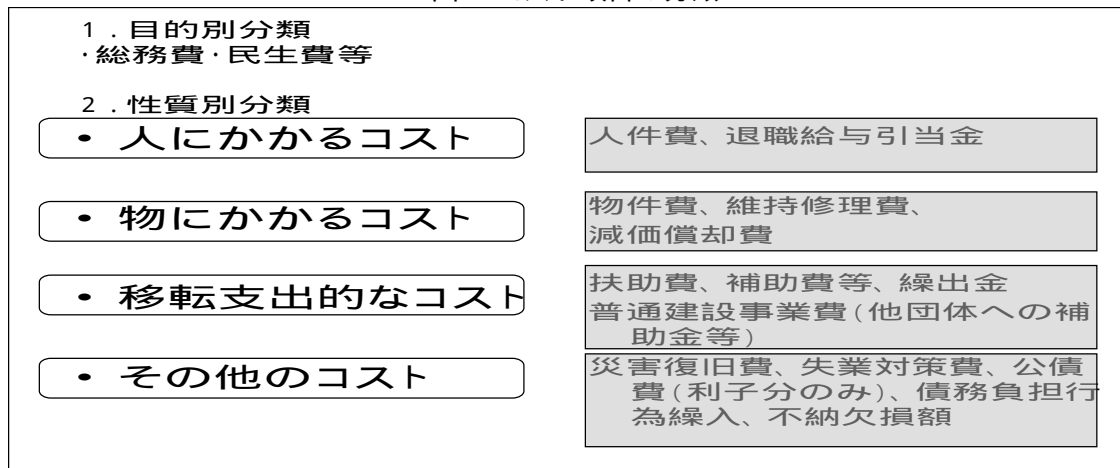 1．目的別分類
·総務費·民生費等
2．性質別分類
• 人にかかるコスト
人件費、退職給与引当金
• 物にかかるコスト
物件費、維持修理費、
減価償却費
• 移転支出的なコスト
扶助費、補助費等、繰出金
普通建設事業費(他団体への補
助金等)
• その他のコスト
災害復旧費、失業対策費、公債
費(利子分のみ)、債務負担行
為繰入、不納欠損額